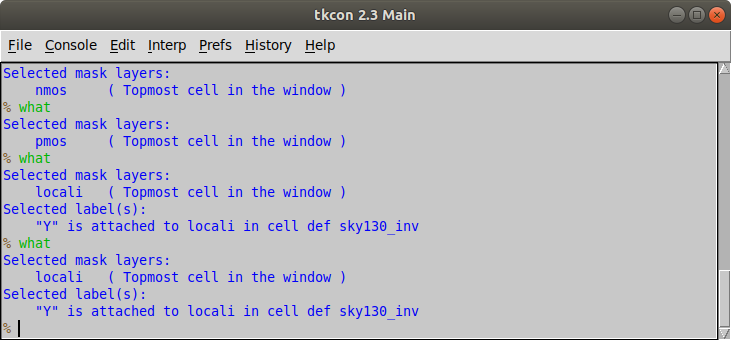 tkcon 2.3 Main
File Console Edit Interp Prefs History Help
Selected mask layers:
    nmos     ( Topmost cell in the window )
% what
Selected mask layers:
    pmos     ( Topmost cell in the window )
% what
Selected mask layers:
    locali   ( Topmost cell in the window )
Selected label(s):
    "Y" is attached to locali in cell def sky130_inv
% what
Selected mask layers:
    locali   ( Topmost cell in the window )
Selected label(s):
    "Y" is attached to locali in cell def sky130_inv
%